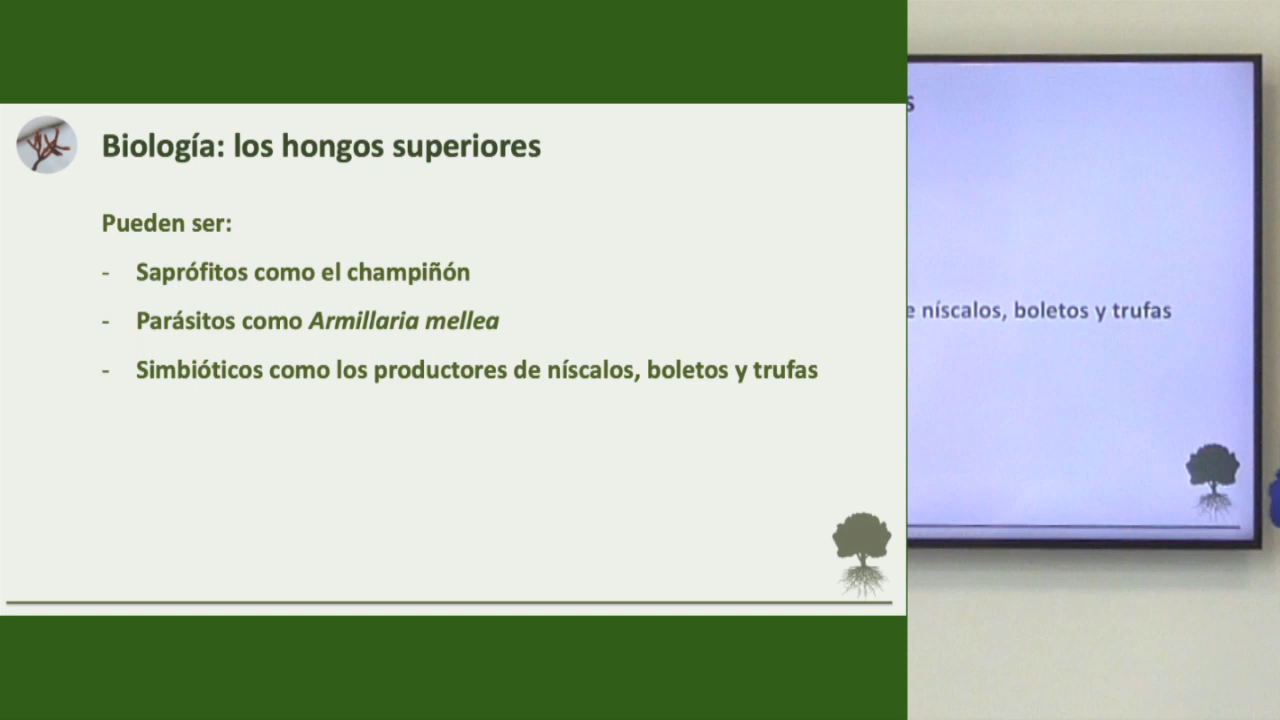 Biología: los hongos superiores
Pueden ser:
- Saprófitos como el champiñón
- Parásitos como Armillaria mellea
- Simbióticos como los productores de níscalos, boletos y trufas
s
e níscalos, boletos y trufas